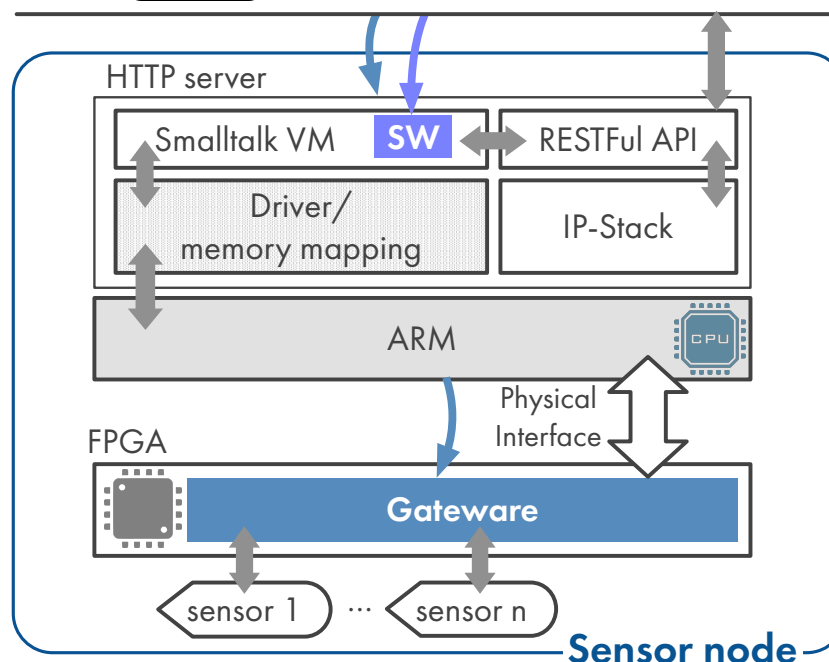 HTTP server
Smalltalk VM
SW
RESTFul API
Driver/
memory mapping
IP-Stack
ARM
CPU
Physical
Interface
FPGA
Gateware
sensor 1
...
sensor n
Sensor node